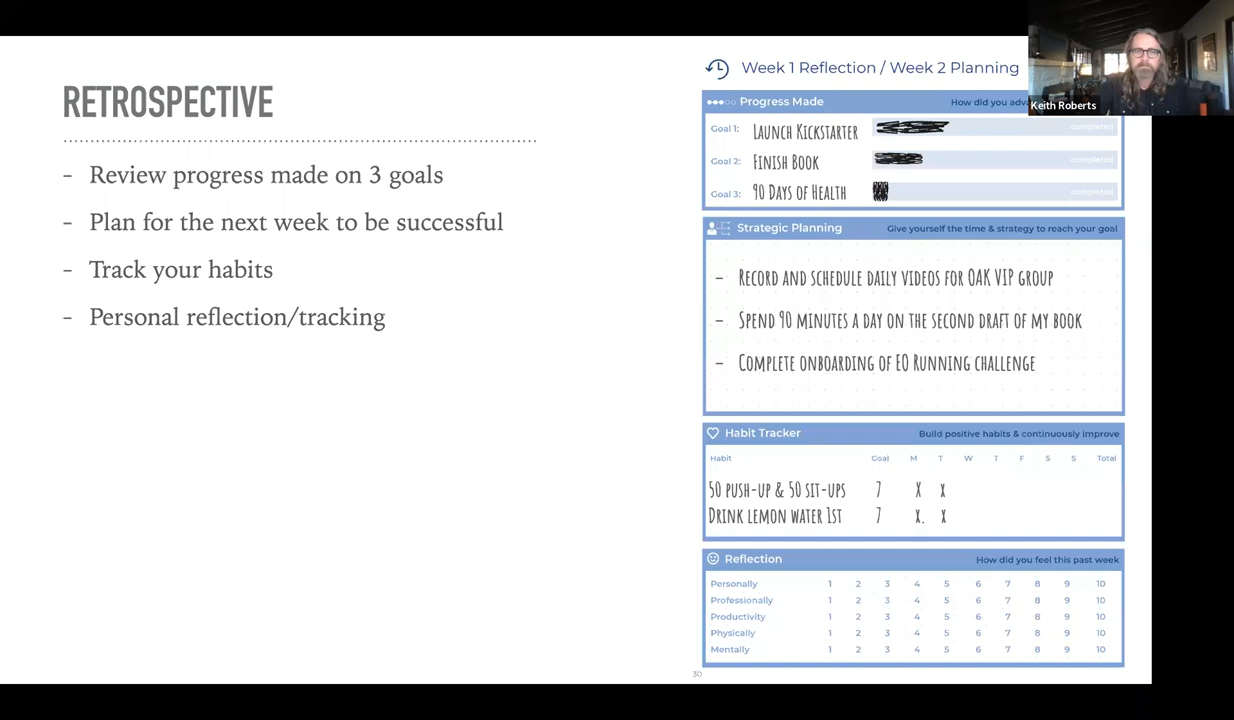 RETROSPECTIVE
- Review progress made on 3 goals
- Plan for the next week to be successful
- Track your habits
- Personal reflection/tracking
Week 1 Reflection / Week 2 Planning
Keith Roberts
Progress Made How did you
Goal 1: LAUNCH KICKSTARTER completed
Goal 2: FINISH BOOK completed
Goal 3: 90 DAYS OF HEALTH completed
Strategic Planning Give yourself the time & strategy to reach your goal
- RECORD AND SCHEDULE DAILY VIDEOS FOR OAK VIP GROUP
- SPEND 90 MINUTES A DAY ON THE SECOND DRAFT OF MY BOOK
- COMPLETE ONBOARDING OF EO RUNNING CHALLENGE
Habit Tracker Build positive habits & continuously improve
Habit Goal M T W T F S S Total
50 PUSH-UP & 50 SIT-UPS 7 X x
DRINK LEMON WATER 1ST 7 x. x
Reflection How did you feel this past week
Personally 1 2 3 4 5 6 7 8 9 10
Professionally 1 2 3 4 5 6 7 8 9 10
Productivity 1 2 3 4 5 6 7 8 9 10
Physically 1 2 3 4 5 6 7 8 9 10
Mentally 1 2 3 4 5 6 7 8 9 10
30